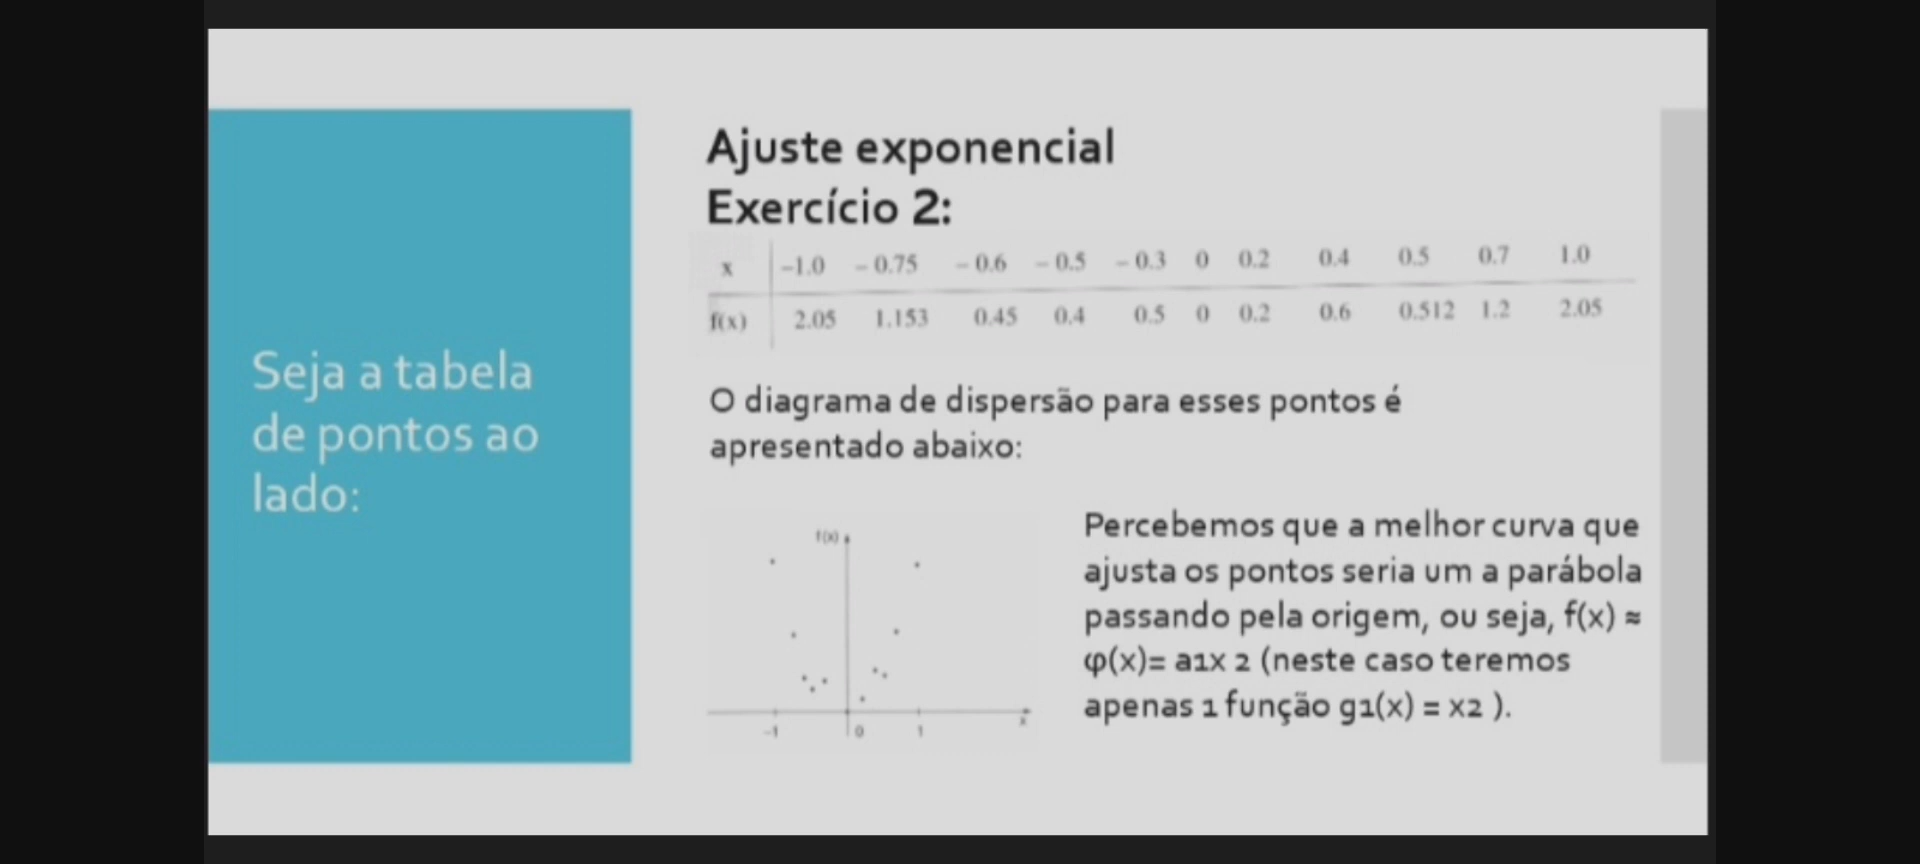 Seja a tabela
de pontos ao
lado:
Ajuste exponencial
Exercício 2:
x –1.0 – 0.75 – 0.6 – 0.5 – 0.3 0 0.2 0.4 0.5 0.7 1.0
f(x) 2.05 1.153 0.45 0.4 0.5 0 0.2 0.6 0.512 1.2 2.05
O diagrama de dispersão para esses pontos é
apresentado abaixo:
f(x)
–1 0 1 x
Percebemos que a melhor curva que
ajusta os pontos seria um a parábola
passando pela origem, ou seja, f(x) ≈
φ(x)= a1x 2 (neste caso teremos
apenas 1 função g1(x) = x2 ).